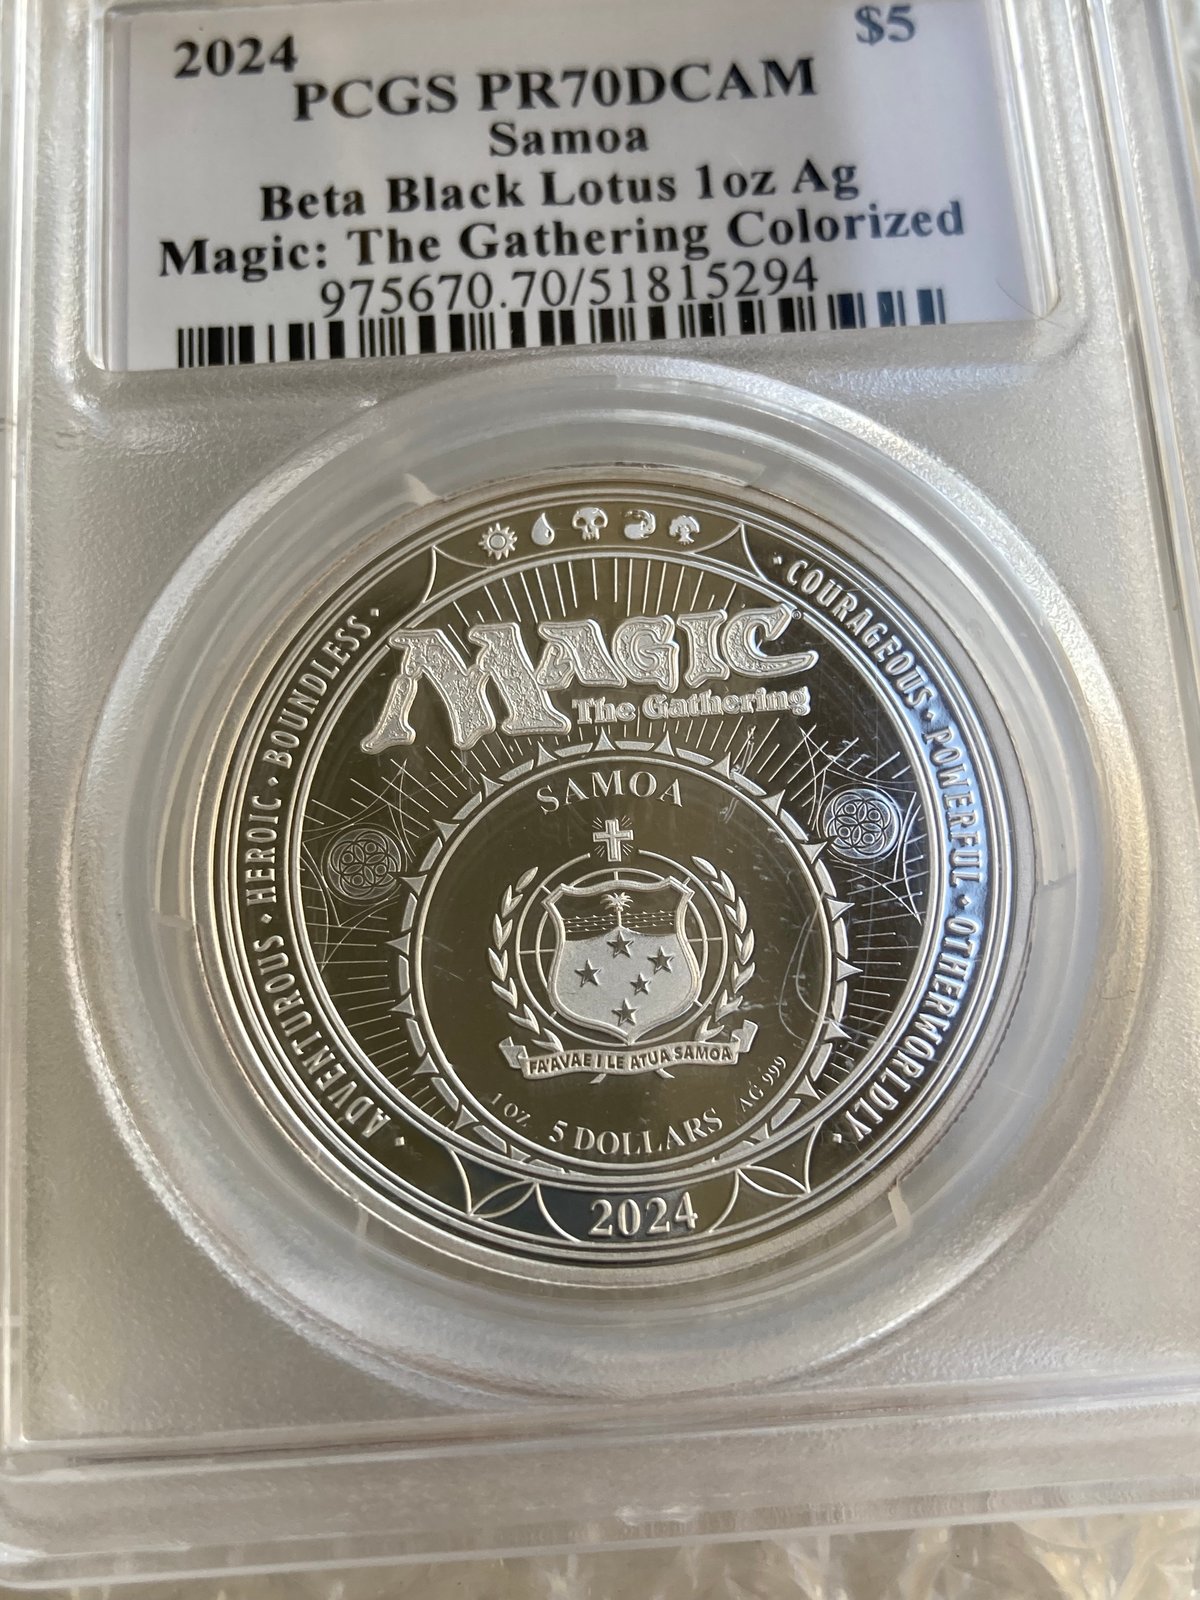 2024 $5
PCGS PR70DCAM
Samoa
Beta Black Lotus 1oz Ag
Magic: The Gathering Colorized
975670.70/51815294
• ADVENTUROUS • HEROIC • BOUNDLESS •
• COURAGEOUS • POWERFUL • OTHERWORLDLY •
MAGIC
The Gathering
SAMOA
FA'AVAE I LE ATUA SAMOA
1 OZ 5 DOLLARS AG 999
2024